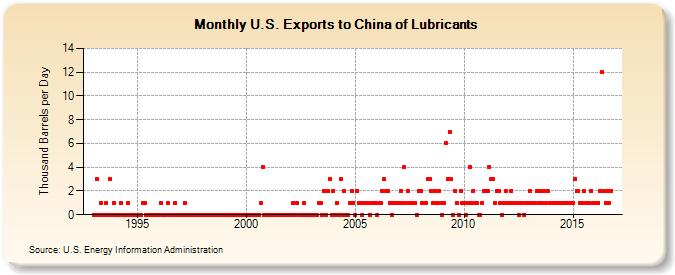 Monthly U.S. Exports to China of Lubricants
Thousand Barrels per Day
14
12
10
8
6
4
2
0
1995 2000 2005 2010 2015
Source: U.S. Energy Information Administration